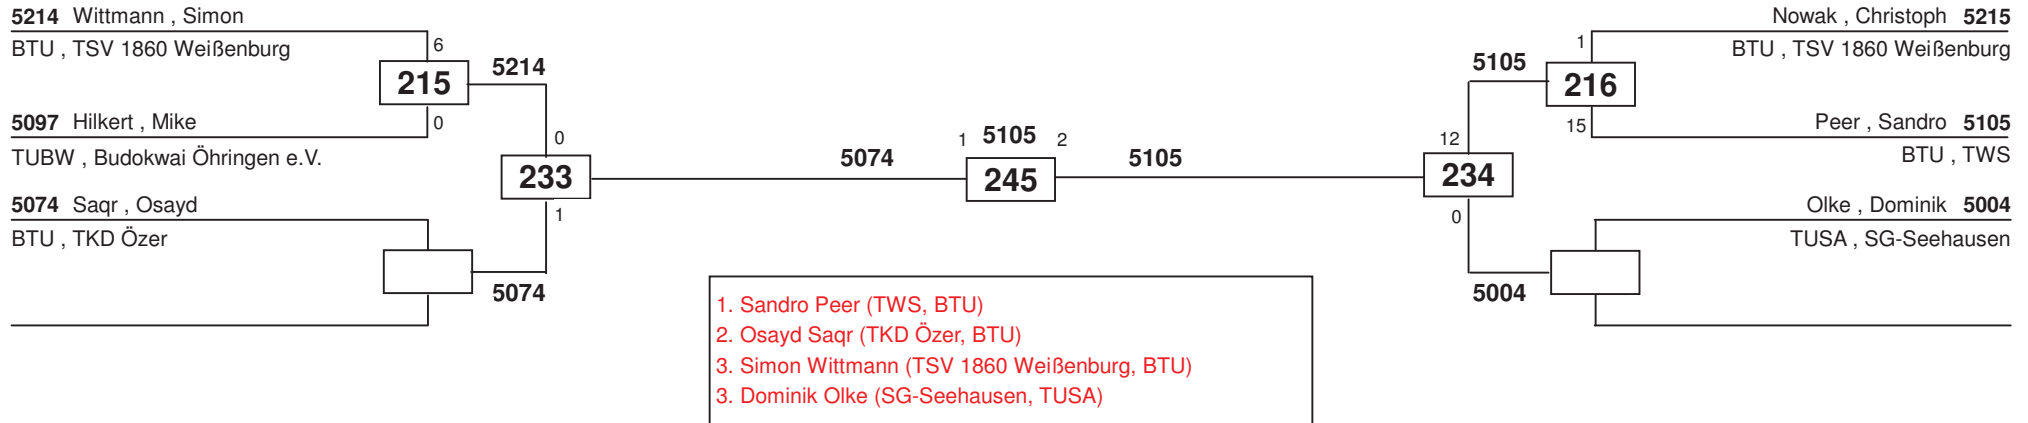 5214 Wittmann , Simon
BTU , TSV 1860 Weißenburg
6
215
5214
5097 Hilkert , Mike
0
TUBW , Budokwai Öhringen e.V.
0
233
1
5074 Saqr , Osayd
BTU , TKD Özer
5074
5074
1 5105 2
245
5105
Nowak , Christoph 5215
1
BTU , TSV 1860 Weißenburg
5105
216
Peer , Sandro 5105
15
BTU , TWS
12
234
0
Olke , Dominik 5004
TUSA , SG-Seehausen
5004
1. Sandro Peer (TWS, BTU)
2. Osayd Saqr (TKD Özer, BTU)
3. Simon Wittmann (TSV 1860 Weißenburg, BTU)
3. Dominik Olke (SG-Seehausen, TUSA)